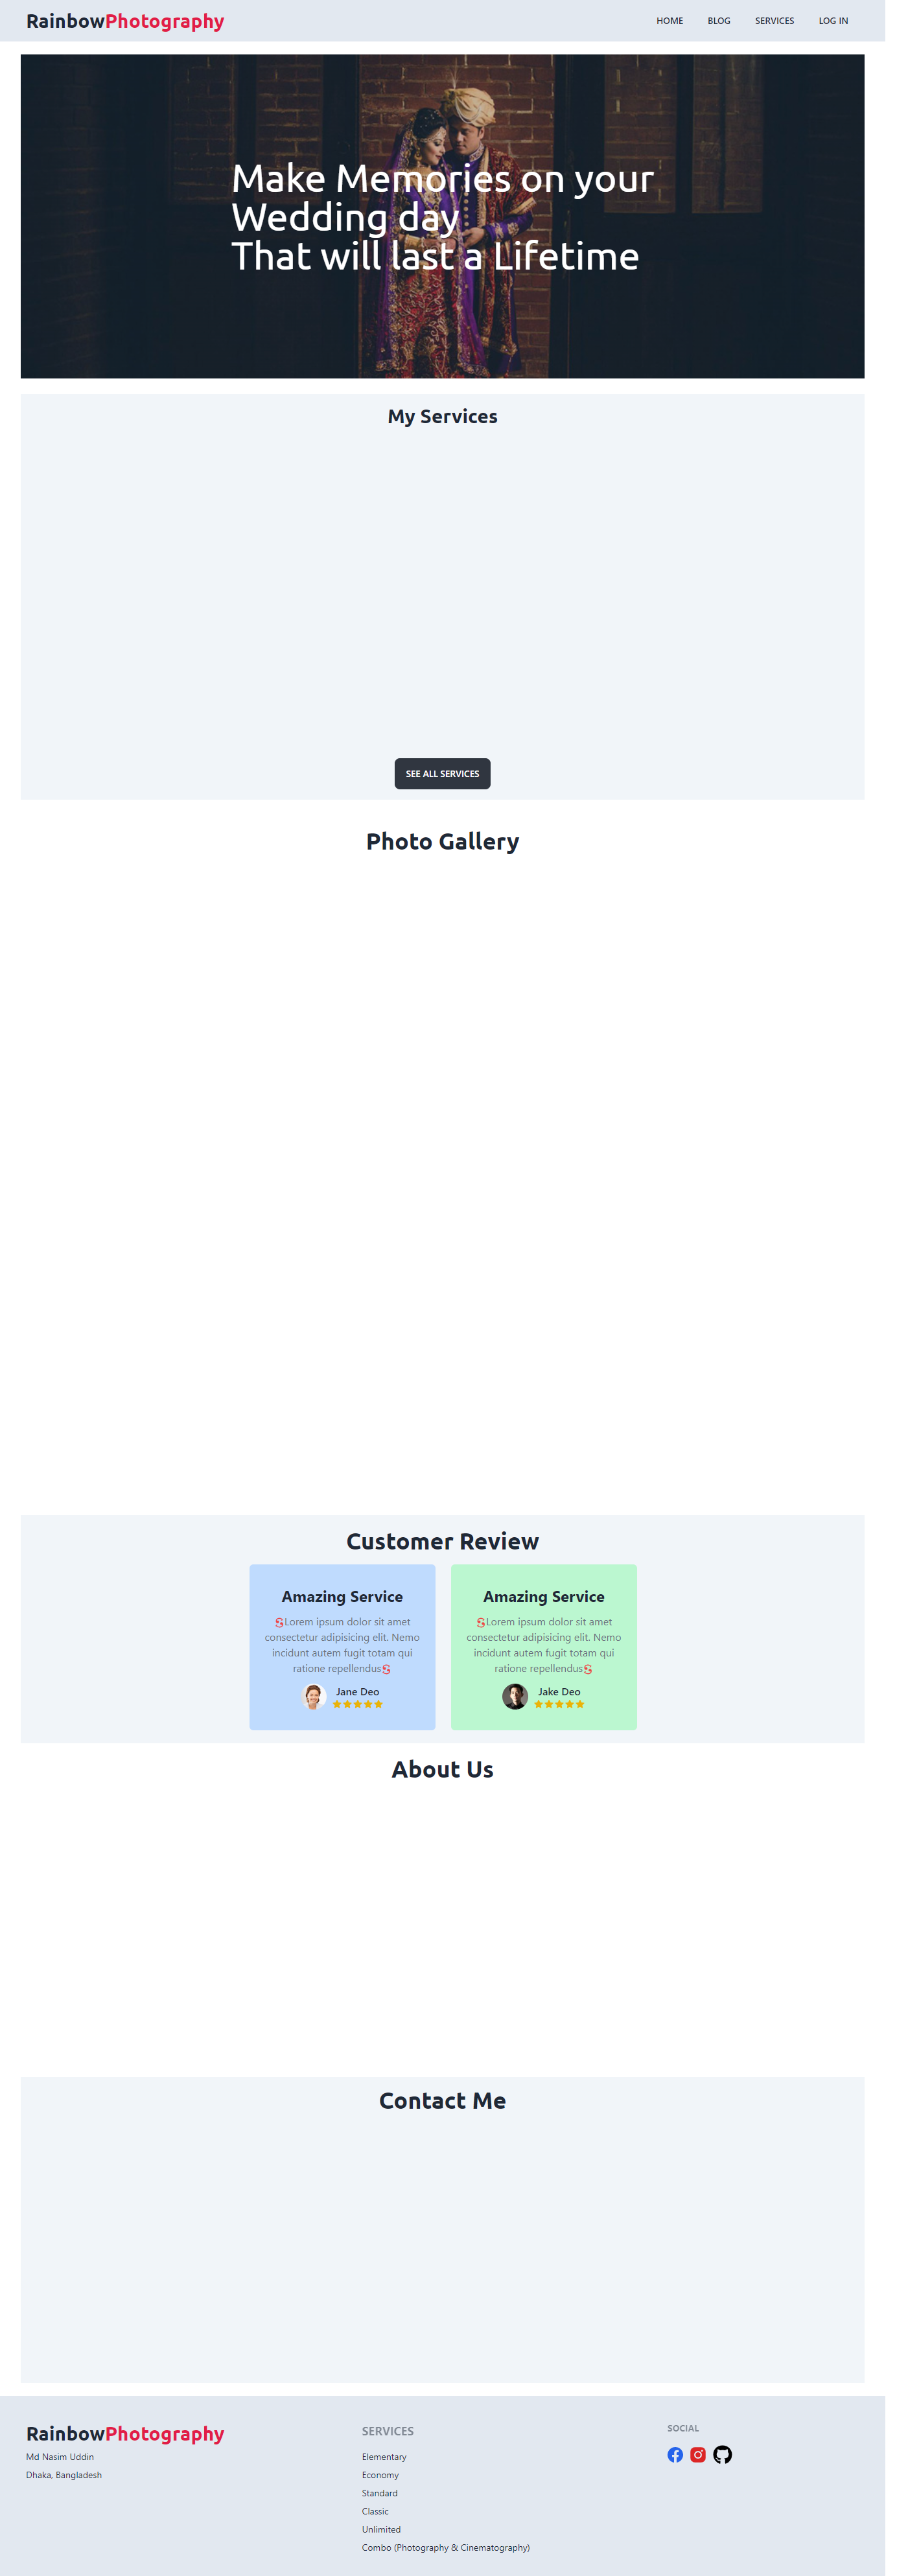 RainbowPhotography
HOME BLOG SERVICES LOG IN
Make Memories on your
Wedding day
That will last a Lifetime
My Services
SEE ALL SERVICES
Photo Gallery
Customer Review
Amazing Service
Lorem ipsum dolor sit amet
consectetur adipisicing elit. Nemo
incidunt autem fugit totam qui
ratione repellendus
Jane Deo
Amazing Service
Lorem ipsum dolor sit amet
consectetur adipisicing elit. Nemo
incidunt autem fugit totam qui
ratione repellendus
Jake Deo
About Us
Contact Me
RainbowPhotography
Md Nasim Uddin
Dhaka, Bangladesh
SERVICES
Elementary
Economy
Standard
Classic
Unlimited
Combo (Photography & Cinematography)
SOCIAL